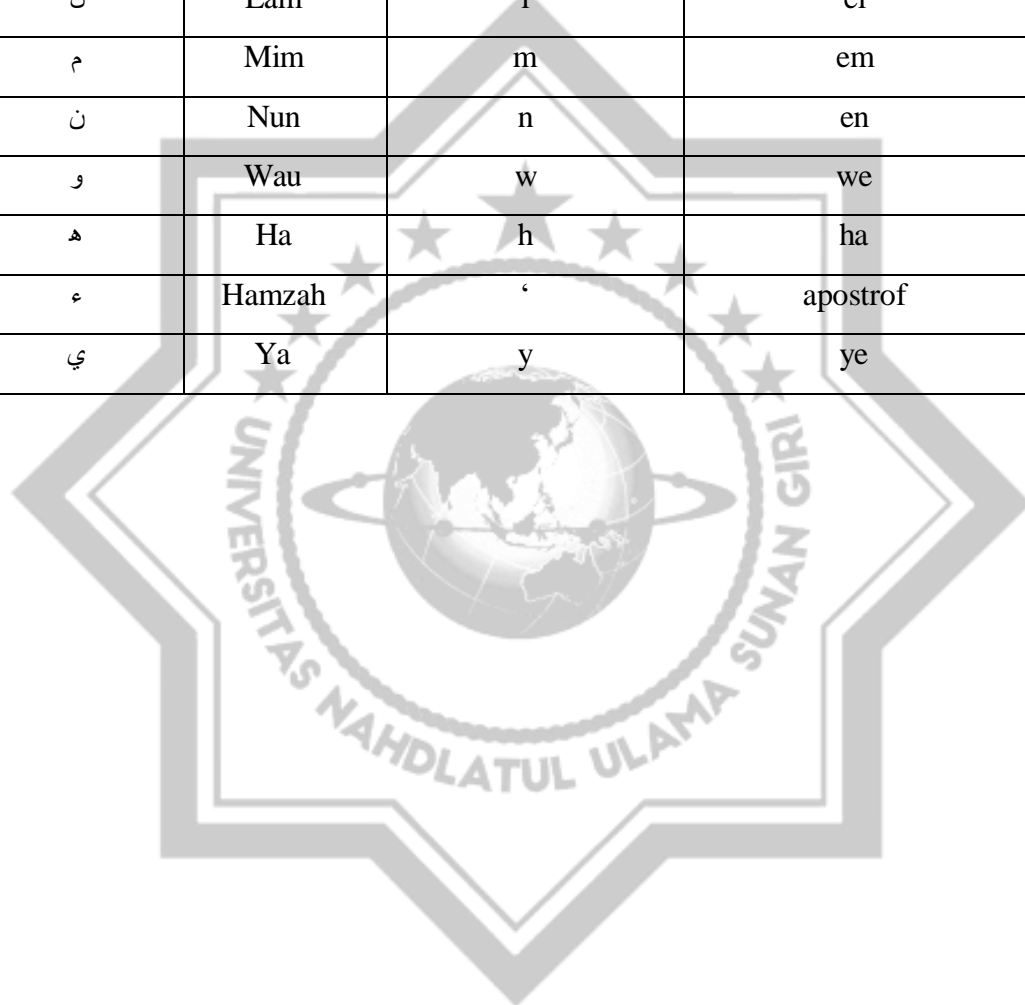 م Mim m em
ن Nun n en
و Wau w we
ه Ha h ha
ء Hamzah ‘ apostrof
ي Ya y ye
UNIVERSITAS NAHDLATUL ULAMA SUNAN GIRI